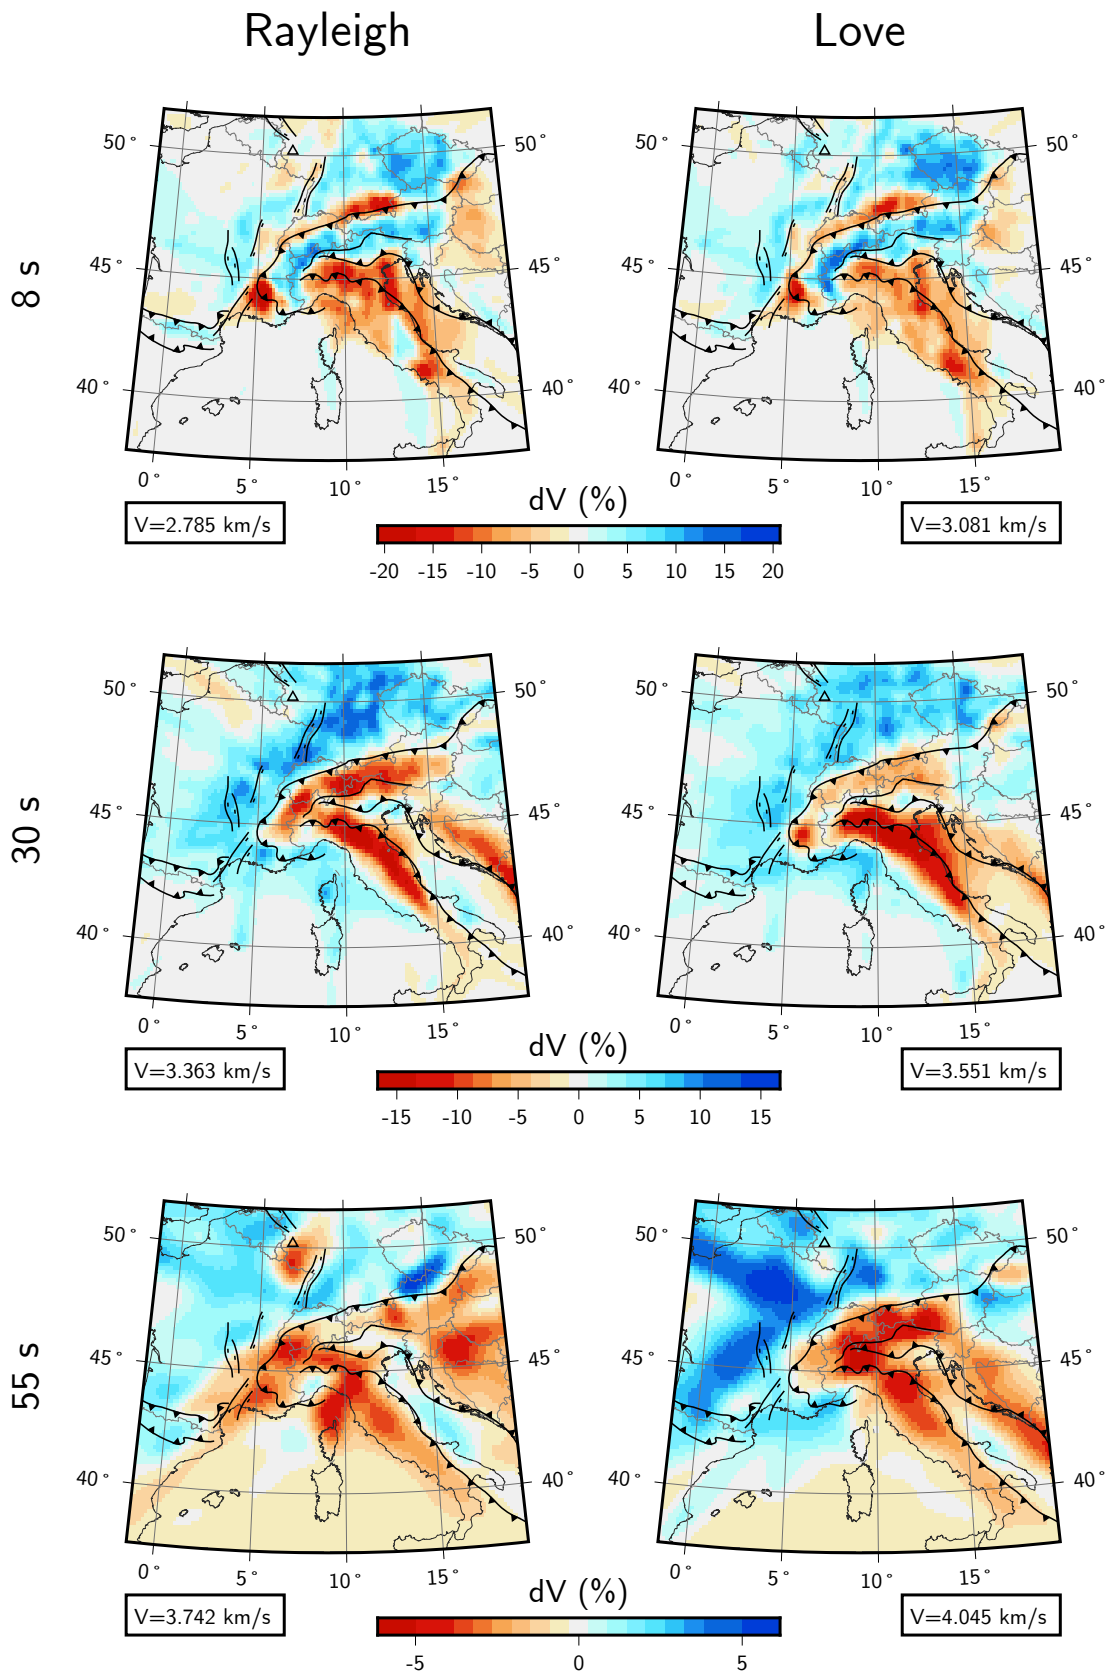 Rayleigh Love
8 s
50° 50° 50° 50°
45° 45° 45° 45°
40° 40° 40° 40°
0° 5° 10° 15° 0° 5° 10° 15°
V=2.785 km/s dV (%) V=3.081 km/s
-20 -15 -10 -5 0 5 10 15 20
30 s
50° 50° 50° 50°
45° 45° 45° 45°
40° 40° 40° 40°
0° 5° 10° 15° 0° 5° 10° 15°
V=3.363 km/s dV (%) V=3.551 km/s
-15 -10 -5 0 5 10 15
55 s
50° 50° 50° 50°
45° 45° 45° 45°
40° 40° 40° 40°
0° 5° 10° 15° 0° 5° 10° 15°
V=3.742 km/s dV (%) V=4.045 km/s
-5 0 5